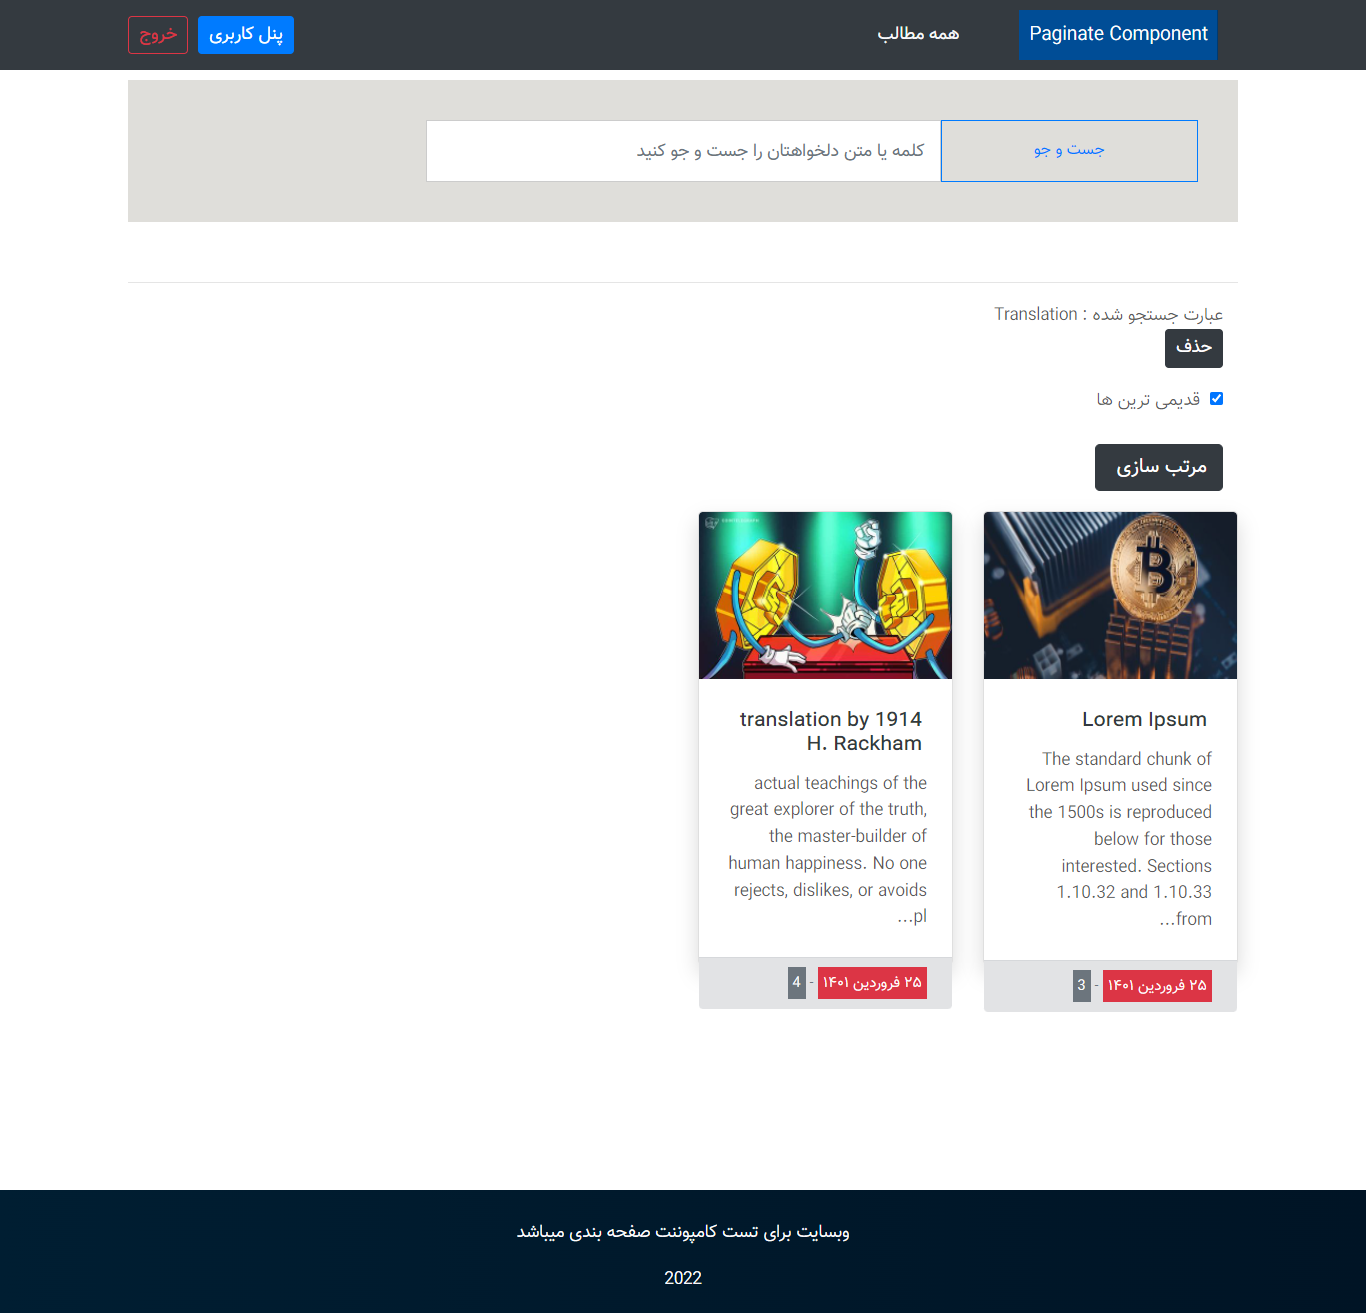 Paginate Component
همه مطالب
پنل کاربری
خروج
جست و جو
کلمه یا متن دلخواهتان را جست و جو کنید
عبارت جستجو شده : Translation
حذف
قدیمی ترین ها
مرتب سازی
Lorem Ipsum
The standard chunk of
Lorem Ipsum used since
the 1500s is reproduced
below for those
interested. Sections
1.10.32 and 1.10.33
...from
۲۵ فروردین ۱۴۰۱ - 3
translation by 1914
H. Rackham
actual teachings of the
great explorer of the truth,
the master-builder of
human happiness. No one
rejects, dislikes, or avoids
...pl
۲۵ فروردین ۱۴۰۱ - 4
وبسایت برای تست کامپوننت صفحه بندی میباشد
2022